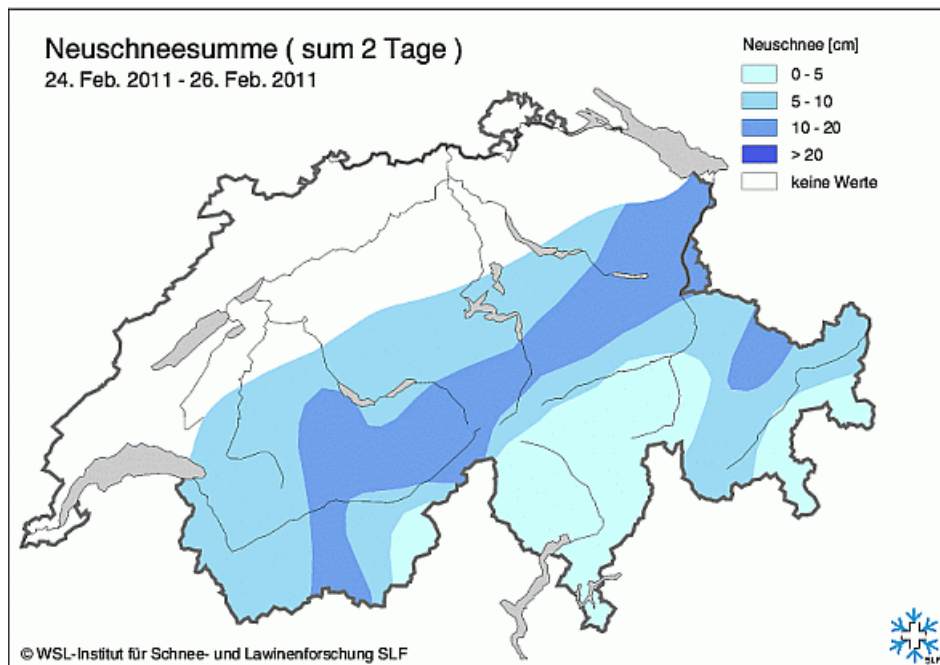 Neuschneesumme ( sum 2 Tage )
24. Feb. 2011 - 26. Feb. 2011
Neuschnee [cm]
0 - 5
5 - 10
10 - 20
> 20
keine Werte
© WSL-Institut für Schnee- und Lawinenforschung SLF
SLF